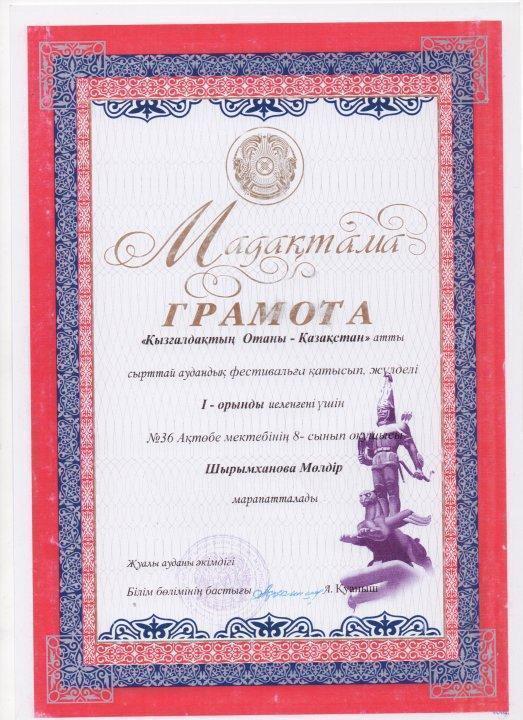 Мадақтама
ГРАМОТА
«Қызғалдақтың Отаны - Казақстан» атты
сырттай аудандық фестивальға қатысып, жүлделі
I - орынды иеленгені үшін
№36 Ақтөбе мектебінің 8- сынып оқушысы
Шырымханова Мөлдір
марапатталады
Жуалы ауданы әкімдігі
Білім бөлімінің бастығы А. Қуаныш